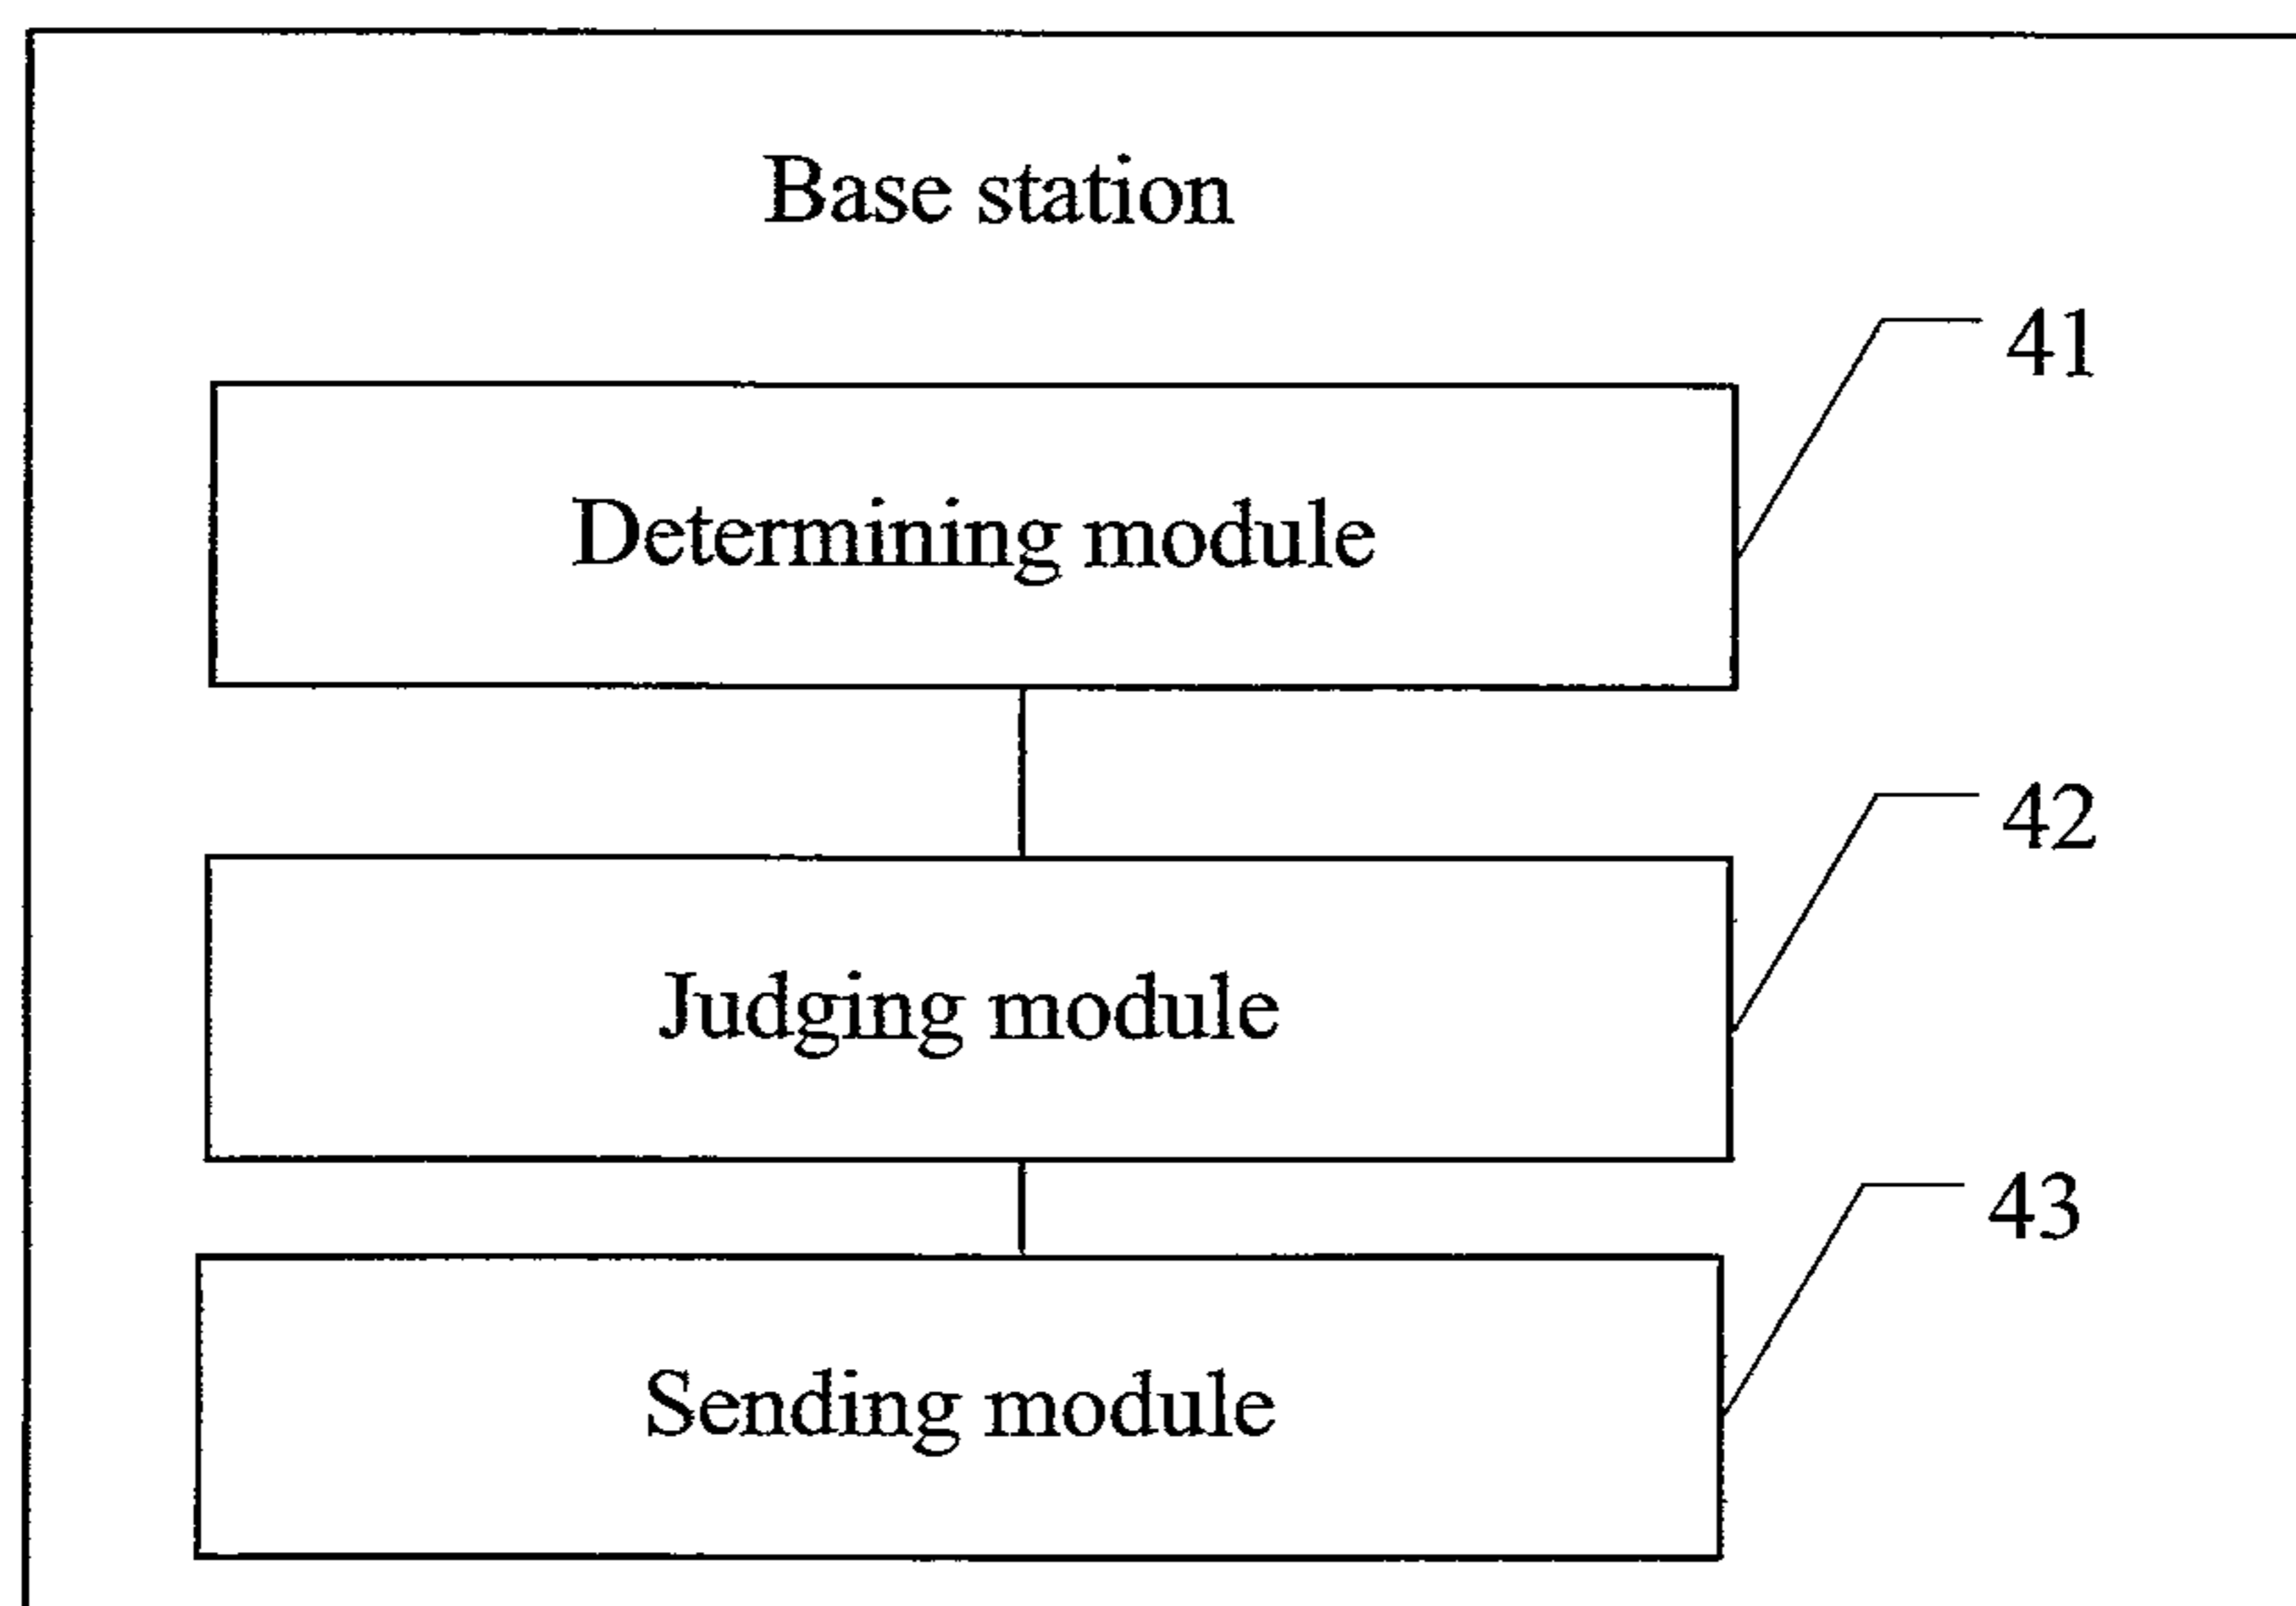 Base station
41
Determining module
42
Judging module
43
Sending module